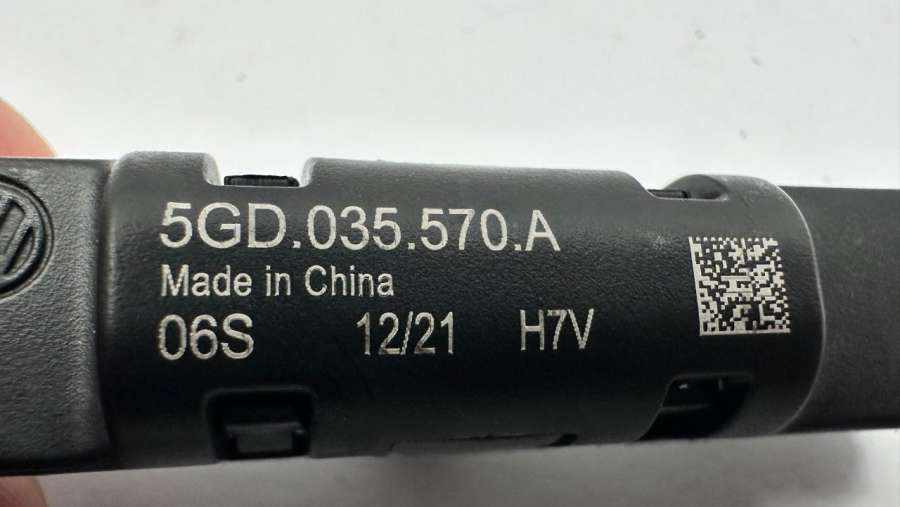 5GD.035.570.A
Made in China
06S 12/21 H7V